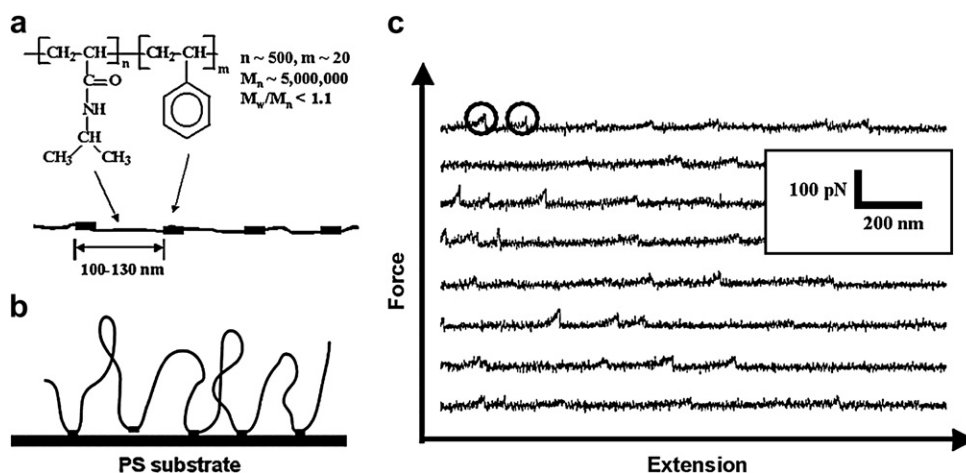 a
—[CH₂—CH]ₙ—[CH₂—CH]ₘ
n ~ 500, m ~ 20
Mₙ ~ 5,000,000
M_w/Mₙ < 1.1
C=O
NH
CH
CH₃ CH₃
100-130 nm
b
PS substrate
c
Force
100 pN
200 nm
Extension